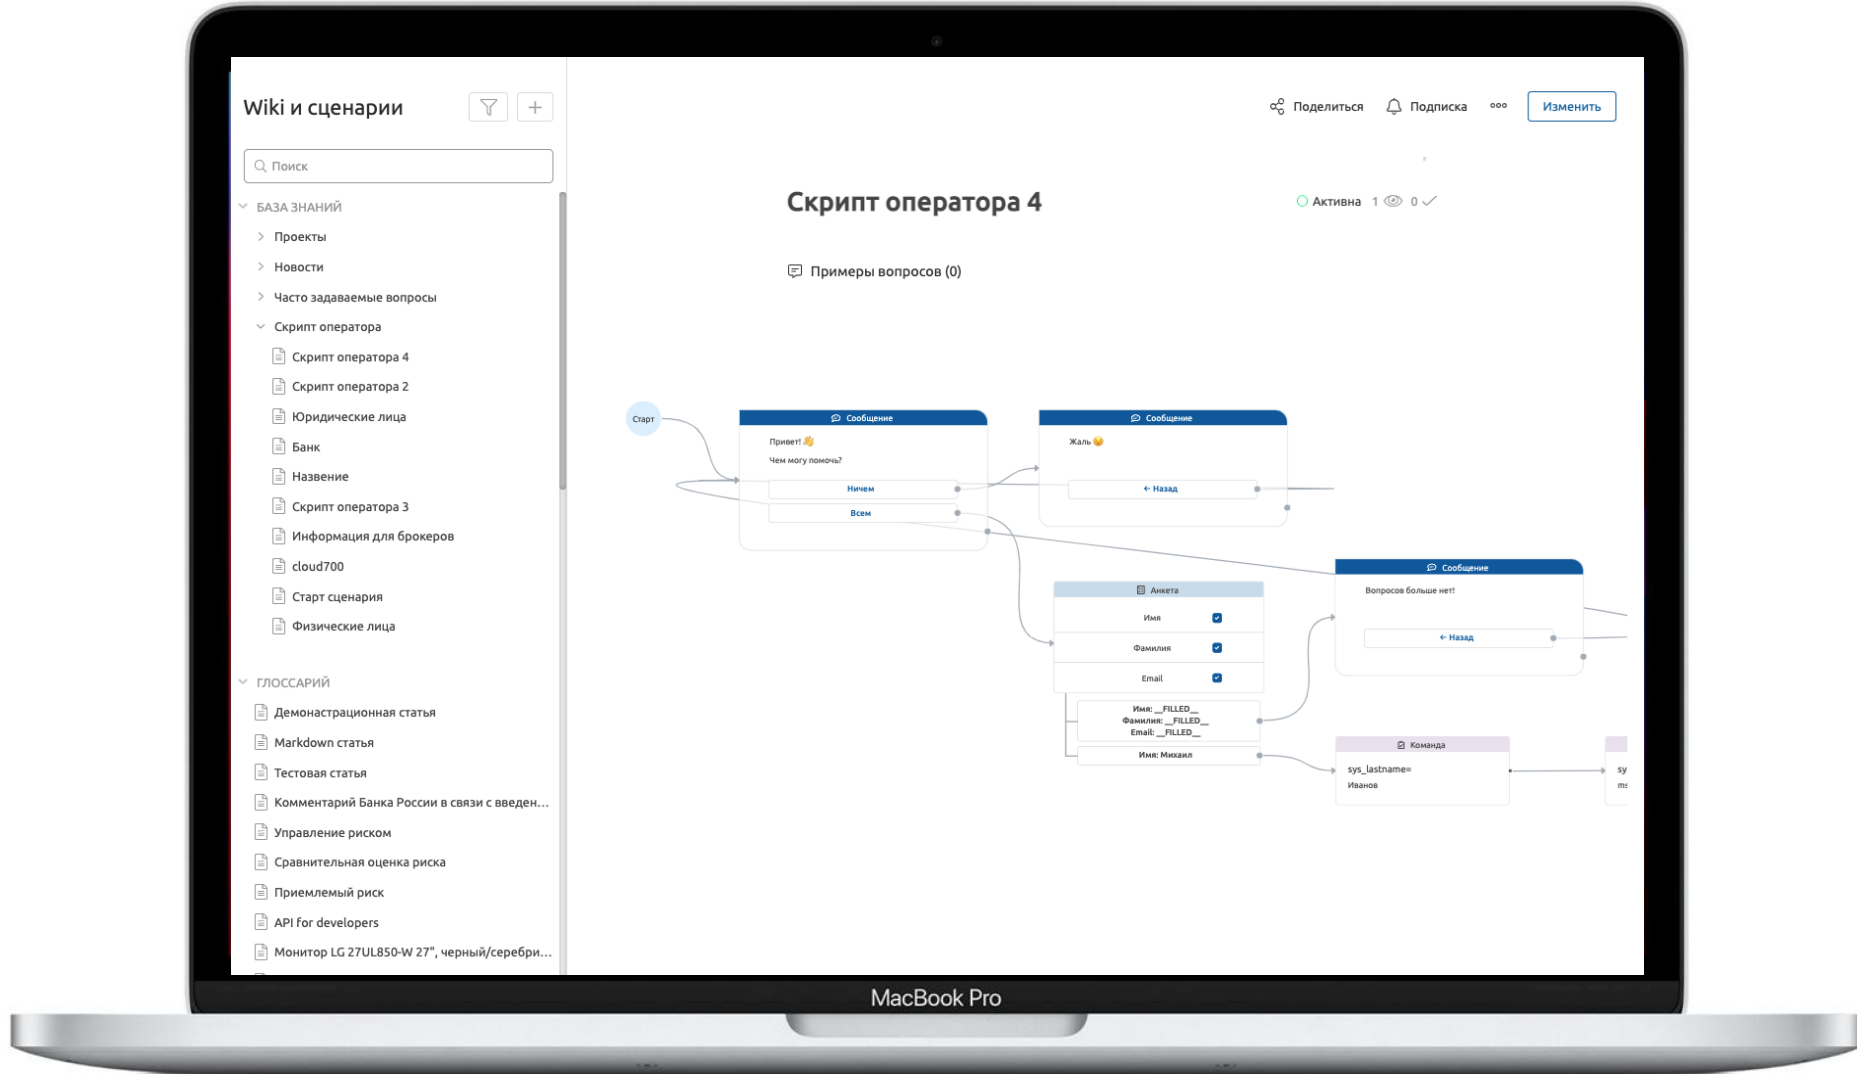 Wiki и сценарии
Поиск
БАЗА ЗНАНИЙ
Проекты
Новости
Часто задаваемые вопросы
Скрипт оператора
Скрипт оператора 4
Скрипт оператора 2
Юридические лица
Банк
Назвение
Скрипт оператора 3
Информация для брокеров
cloud700
Старт сценария
Физические лица
ГЛОССАРИЙ
Демонастрационная статья
Markdown статья
Тестовая статья
Комментарий Банка России в связи с введен...
Управление риском
Сравнительная оценка риска
Приемлемый риск
API for developers
Монитор LG 27UL850-W 27", черный/серебри...
Поделиться
Подписка
Изменить
Скрипт оператора 4
Активна 1 0
Примеры вопросов (0)
Старт
Сообщение
Привет! 👋
Чем могу помочь?
Ничем
Всем
Сообщение
Жаль 😟
← Назад
Анкета
Имя
Фамилия
Email
Имя: __FILLED__
Фамилия: __FILLED__
Email: __FILLED__
Имя: Михаил
Сообщение
Вопросов больше нет!
← Назад
Команда
sys_lastname=
Иванов
sy
MacBook Pro